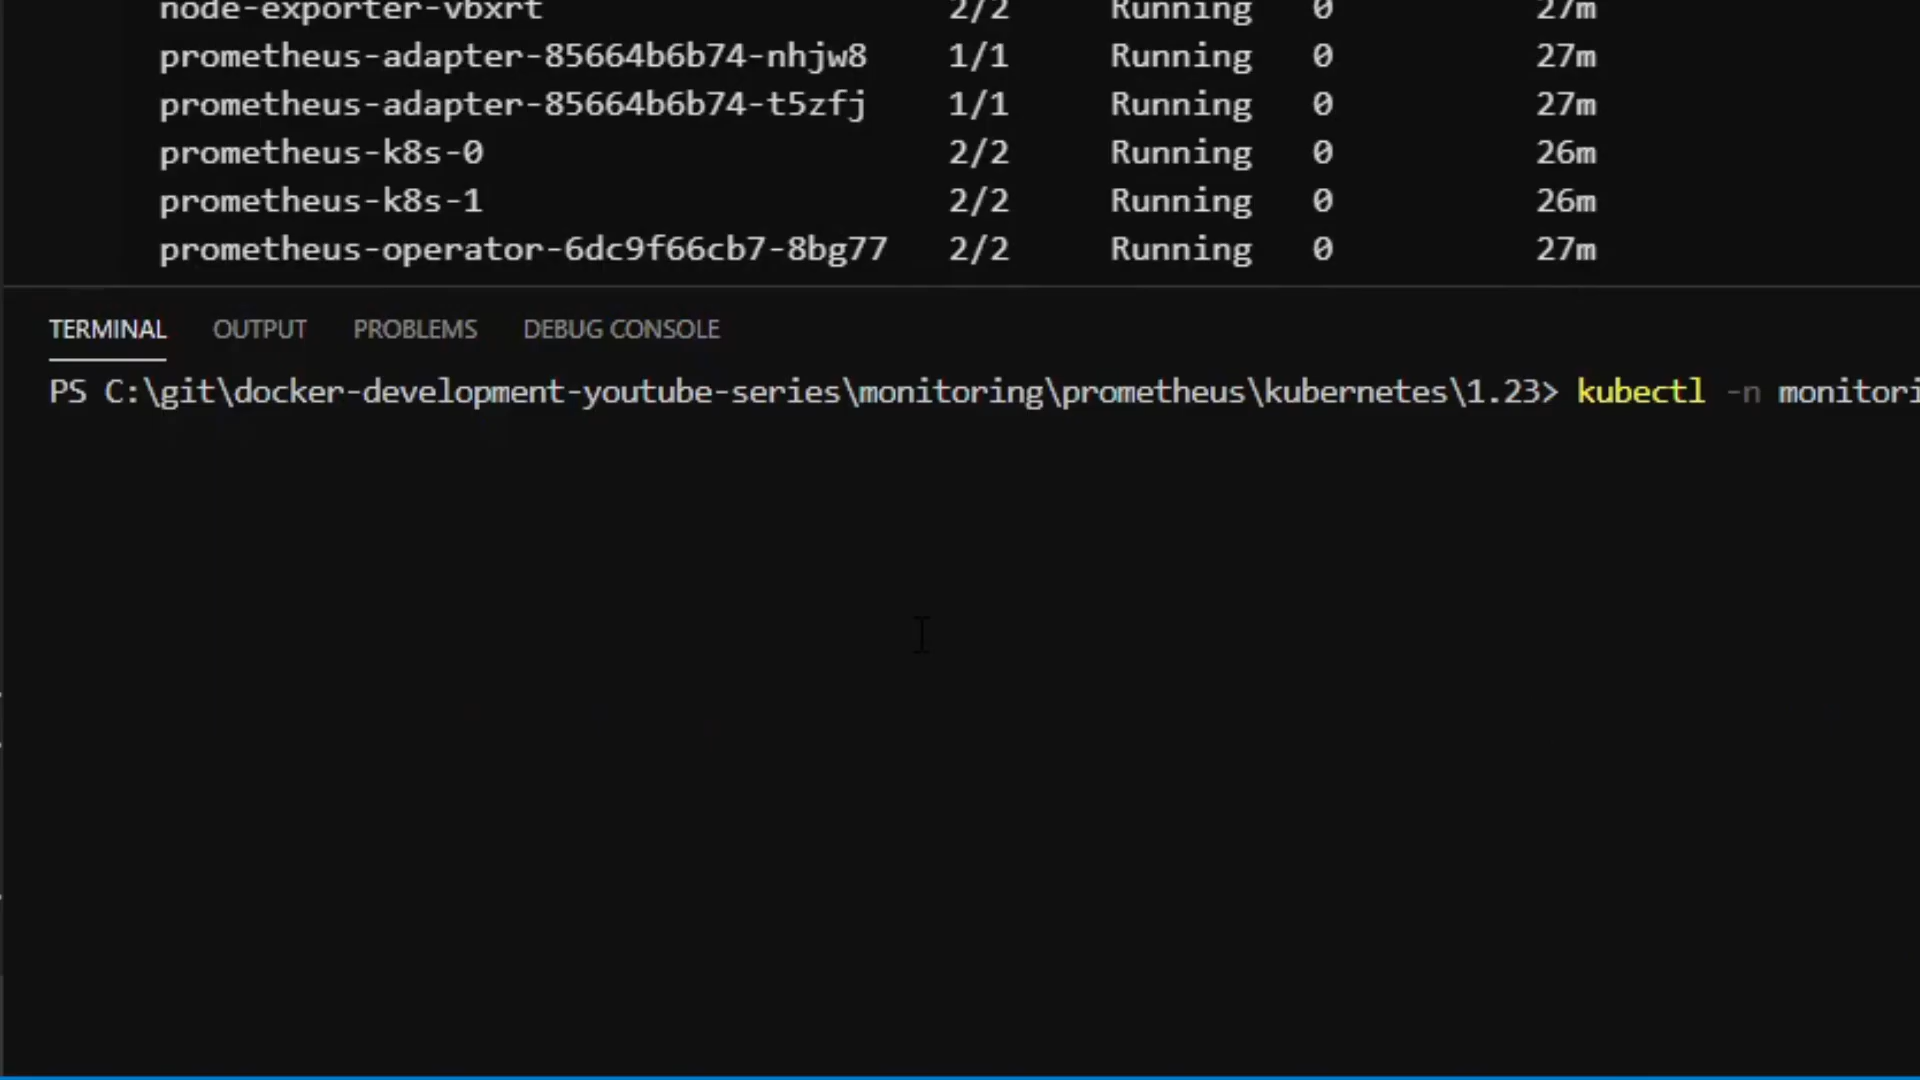 node-exporter-vbxrt 2/2 Running 0 27m
prometheus-adapter-85664b6b74-nhjw8 1/1 Running 0 27m
prometheus-adapter-85664b6b74-t5zfj 1/1 Running 0 27m
prometheus-k8s-0 2/2 Running 0 26m
prometheus-k8s-1 2/2 Running 0 26m
prometheus-operator-6dc9f66cb7-8bg77 2/2 Running 0 27m
TERMINAL OUTPUT PROBLEMS DEBUG CONSOLE
PS C:\git\docker-development-youtube-series\monitoring\prometheus\kubernetes\1.23> kubectl -n monitori